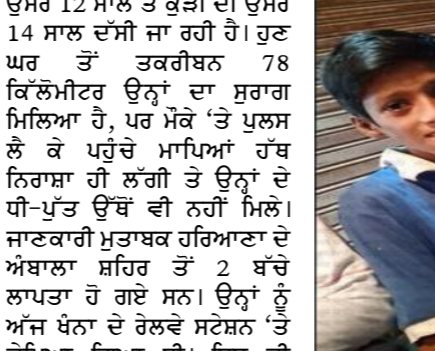 ਉਮਰ 12 ਸਾਲ ਤੇ ਕੁੜੀ ਦੀ ਉਮਰ
14 ਸਾਲ ਦੱਸੀ ਜਾ ਰਹੀ ਹੈ। ਹੁਣ
ਘਰ ਤੋਂ ਤਕਰੀਬਨ 78
ਕਿੱਲੋਮੀਟਰ ਉਨ੍ਹਾਂ ਦਾ ਸੁਰਾਗ
ਮਿਲਿਆ ਹੈ, ਪਰ ਮੌਕੇ ‘ਤੇ ਪੁਲਸ
ਲੈ ਕੇ ਪਹੁੰਚੇ ਮਾਪਿਆਂ ਹੱਥ
ਨਿਰਾਸ਼ਾ ਹੀ ਲੱਗੀ ਤੇ ਉਨ੍ਹਾਂ ਦੇ
ਧੀ-ਪੁੱਤ ਉੱਥੋਂ ਵੀ ਨਹੀਂ ਮਿਲੇ।
ਜਾਣਕਾਰੀ ਮੁਤਾਬਕ ਹਰਿਆਣਾ ਦੇ
ਅੰਬਾਲਾ ਸ਼ਹਿਰ ਤੋਂ 2 ਬੱਚੇ
ਲਾਪਤਾ ਹੋ ਗਏ ਸਨ। ਉਨ੍ਹਾਂ ਨੂੰ
ਅੱਜ ਖੰਨਾ ਦੇ ਰੇਲਵੇ ਸਟੇਸ਼ਨ ‘ਤੇ